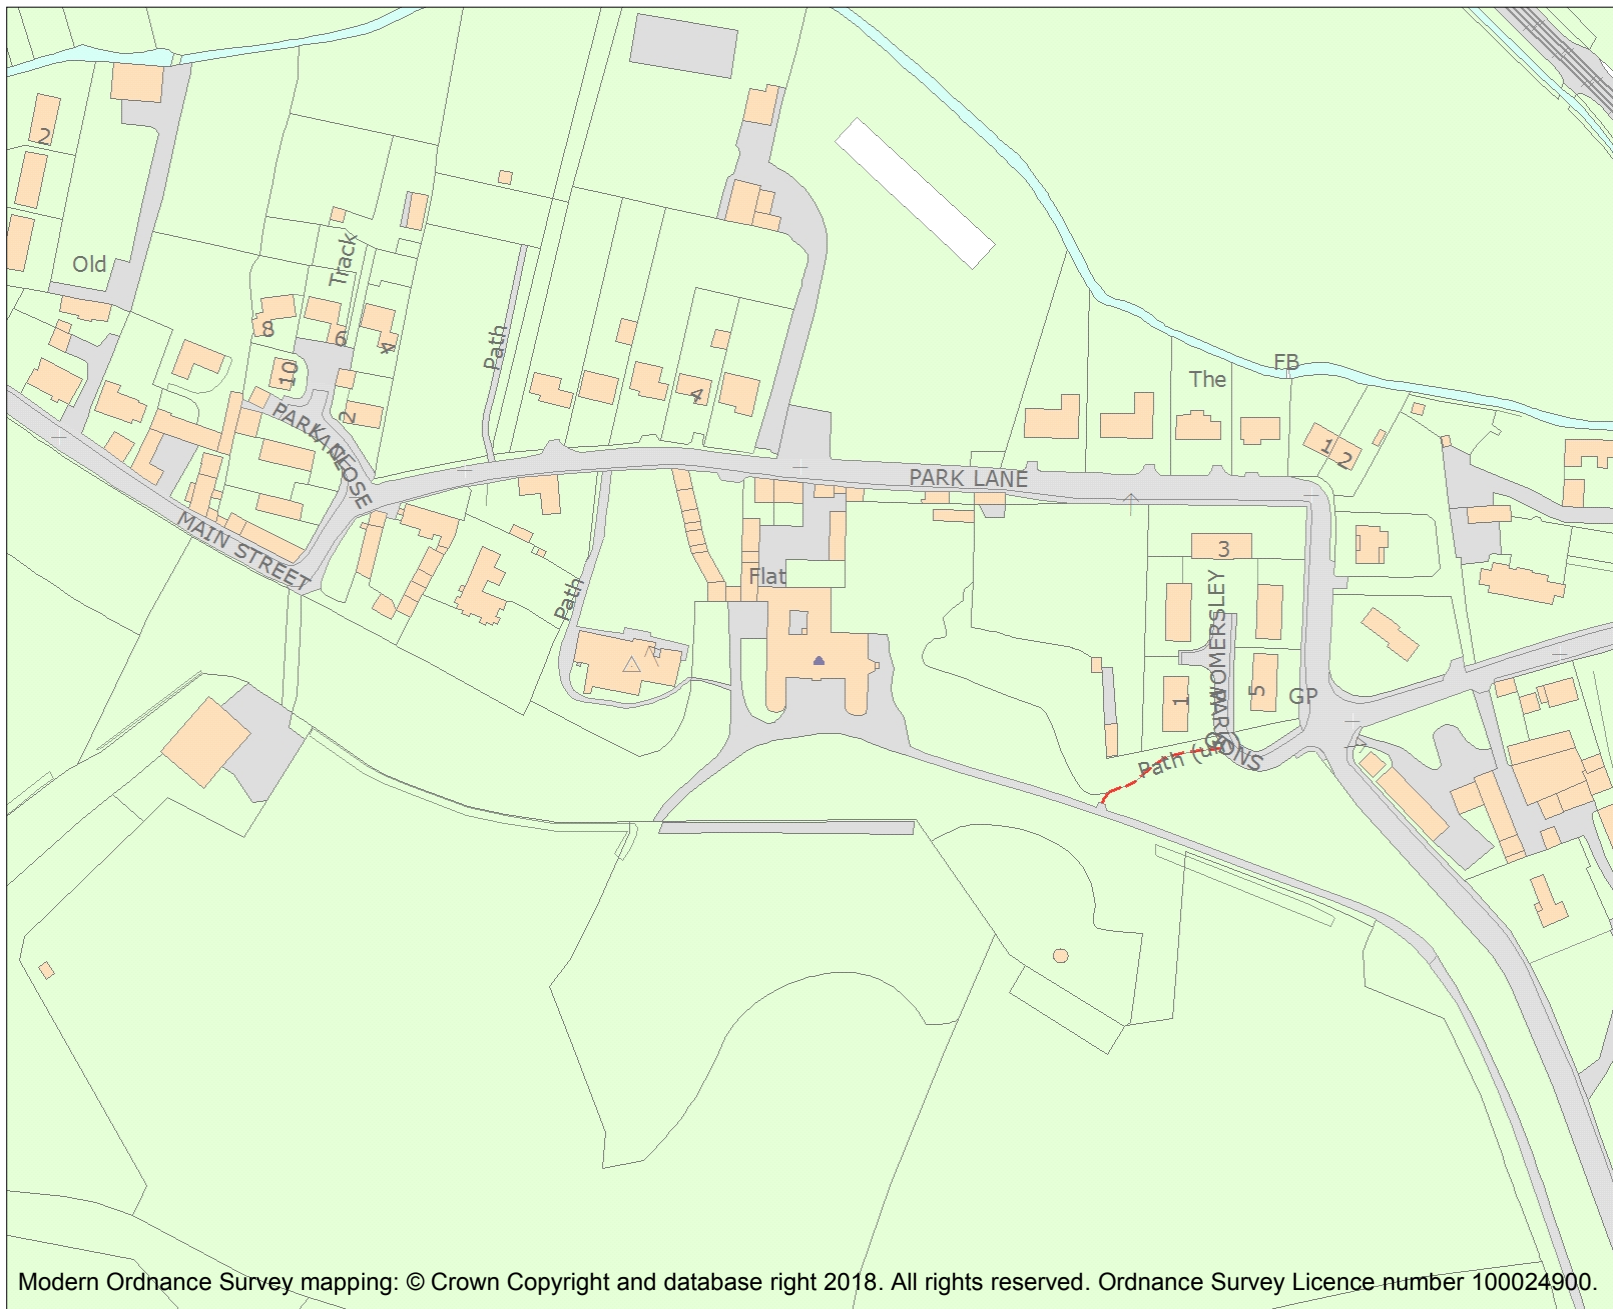 2
Old
Track
8
6
4
10
2
Path
4
PARK LANE
CLOSE
MAIN STREET
PARK LANE
The
FB
1
2
Flat
Path
3
WOMERSLEY
1
5
GP
Path (um)
Modern Ordnance Survey mapping: © Crown Copyright and database right 2018. All rights reserved. Ordnance Survey Licence number 100024900.